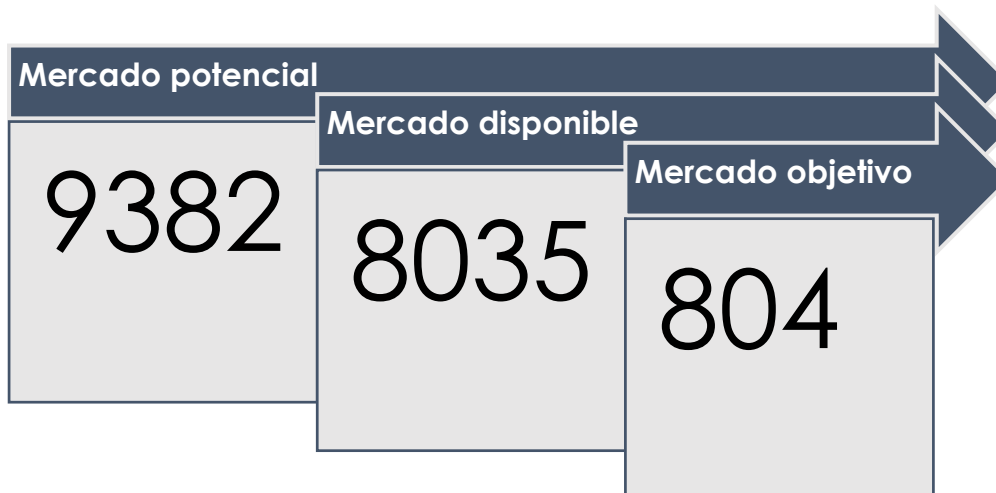 Mercado potencial
9382
Mercado disponible
8035
Mercado objetivo
804